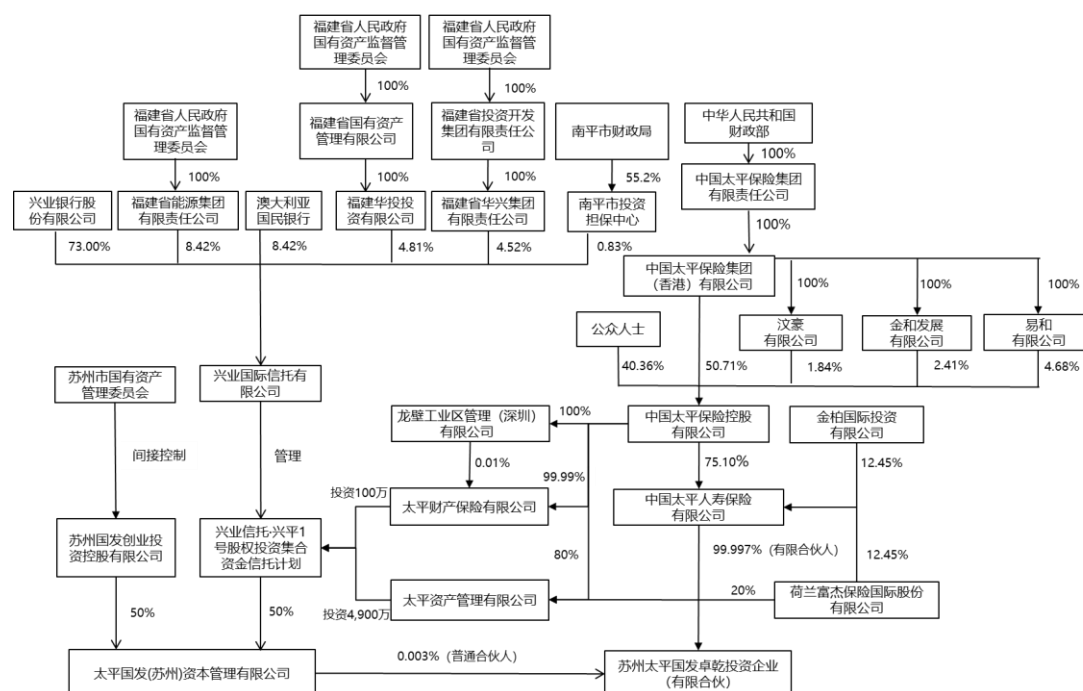 福建省人民政府
国有资产监督管
理委员会
福建省人民政府
国有资产监督管
理委员会
100%
100%
福建省人民政府
国有资产监督管
理委员会
福建省国有资产
管理有限公司
福建省投资开发
集团有限责任公
司
南平市财政局
中华人民共和国
财政部
100%
100%
100%
100%
55.2%
中国太平保险集团
有限责任公司
兴业银行股
份有限公司
福建省能源集团
有限责任公司
澳大利亚
国民银行
福建华投投
资有限公司
福建省华兴集团
有限责任公司
南平市投资
担保中心
100%
73.00%
8.42%
8.42%
4.81%
4.52%
0.83%
中国太平保险集团
（香港）有限公司
100%
100%
100%
公众人士
汶豪
有限公司
金和发展
有限公司
易和
有限公司
40.36%
50.71%
1.84%
2.41%
4.68%
苏州市国有资产
管理委员会
兴业国际信托有
限公司
龙壁工业区管理（深圳）
有限公司
100%
中国太平保险控股
有限公司
金柏国际投资
有限公司
间接控制
管理
0.01%
99.99%
75.10%
12.45%
投资100万
太平财产保险有限公司
中国太平人寿保险
有限公司
苏州国发创业投
资控股有限公司
兴业信托-兴平1
号股权投资集合
资金信托计划
80%
99.997%（有限合伙人）
12.45%
投资4,900万
太平资产管理有限公司
20%
荷兰富杰保险国际股份
有限公司
50%
50%
太平国发(苏州)资本管理有限公司
0.003%（普通合伙人）
苏州太平国发卓乾投资企业
（有限合伙）